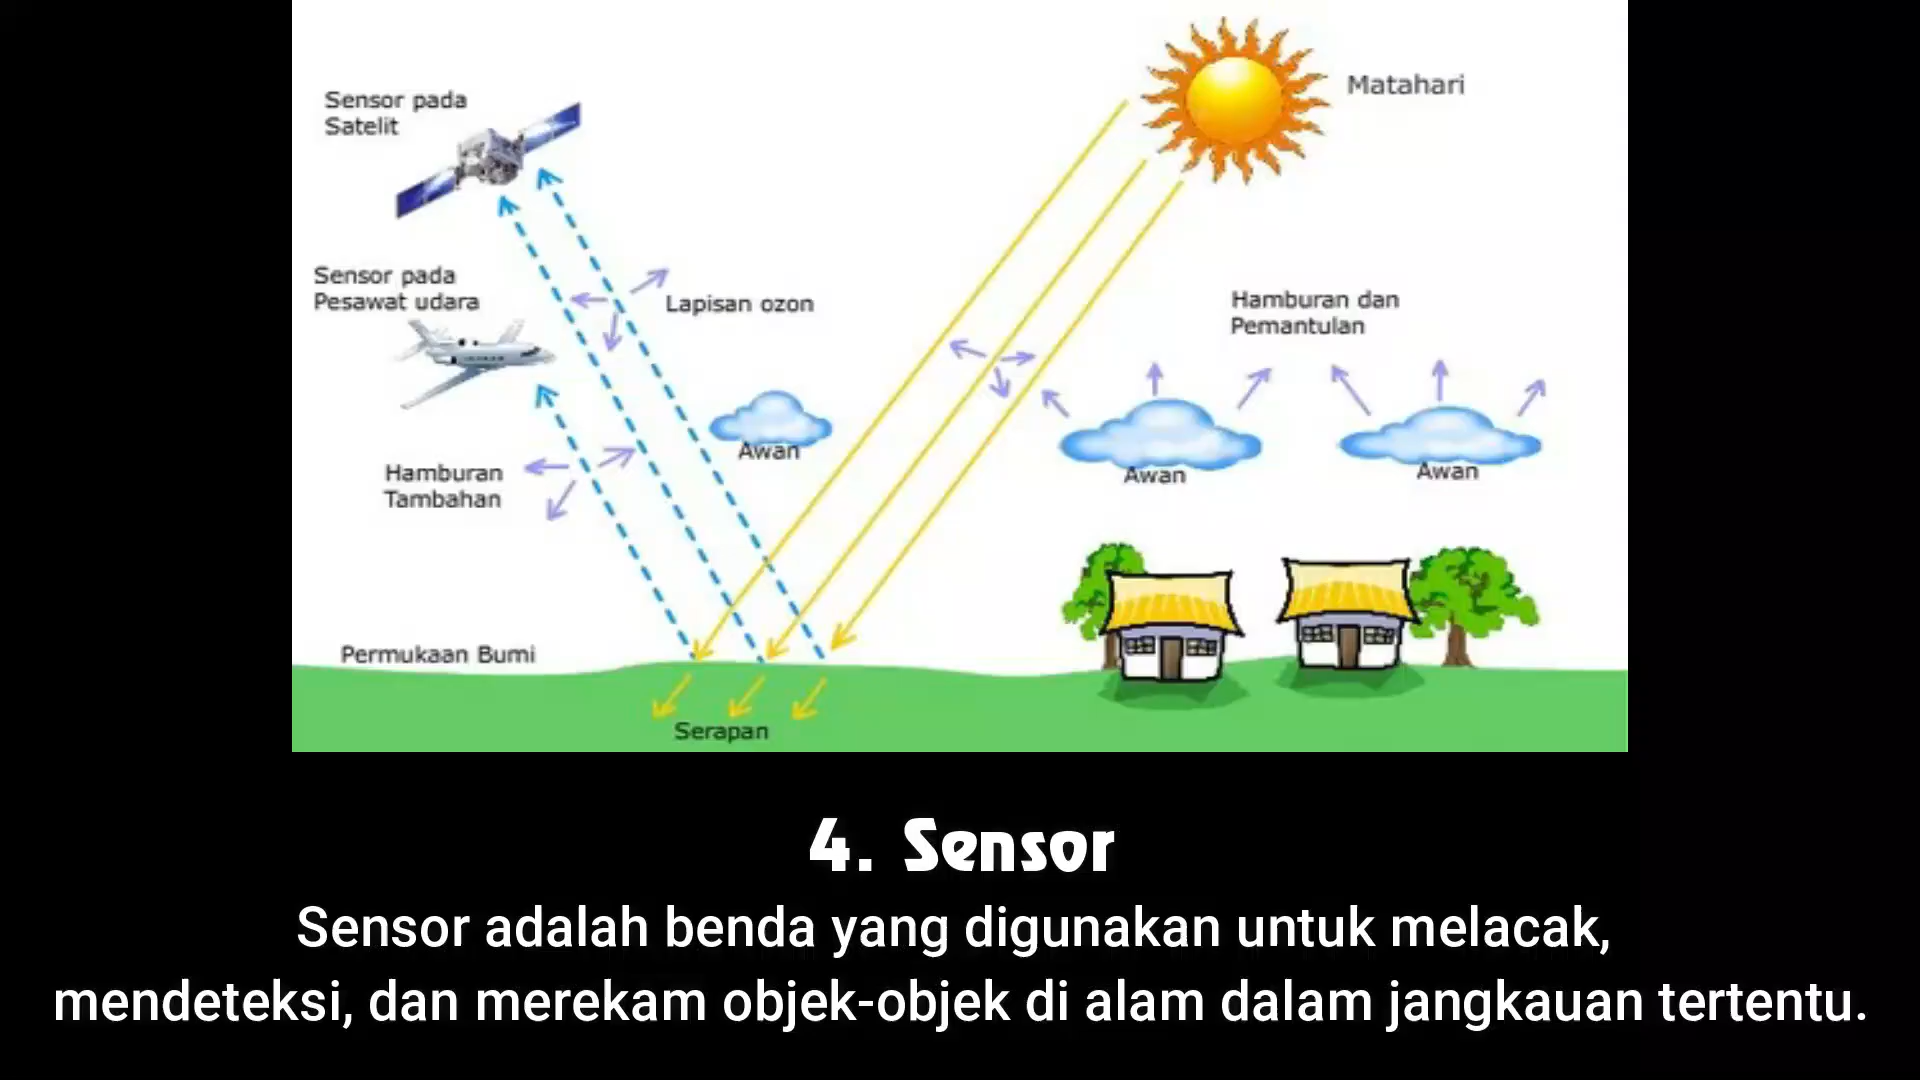 Sensor pada
Satelit
Matahari
Sensor pada
Pesawat udara
Lapisan ozon
Hamburan dan
Pemantulan
Awan
Awan
Awan
Hamburan
Tambahan
Permukaan Bumi
Serapan
4. Sensor
Sensor adalah benda yang digunakan untuk melacak,
mendeteksi, dan merekam objek-objek di alam dalam jangkauan tertentu.